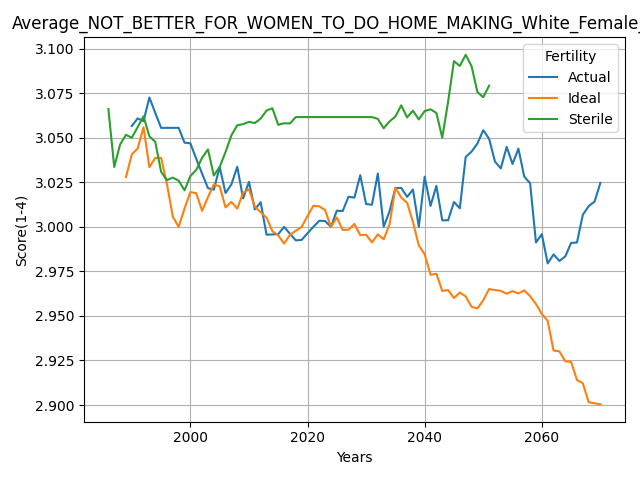 Average_NOT_BETTER_FOR_WOMEN_TO_DO_HOME_MAKING_White_Female_
Fertility
Actual
Ideal
Sterile
Score(1-4)
3.100
3.075
3.050
3.025
3.000
2.975
2.950
2.925
2.900
2000 2020 2040 2060
Years